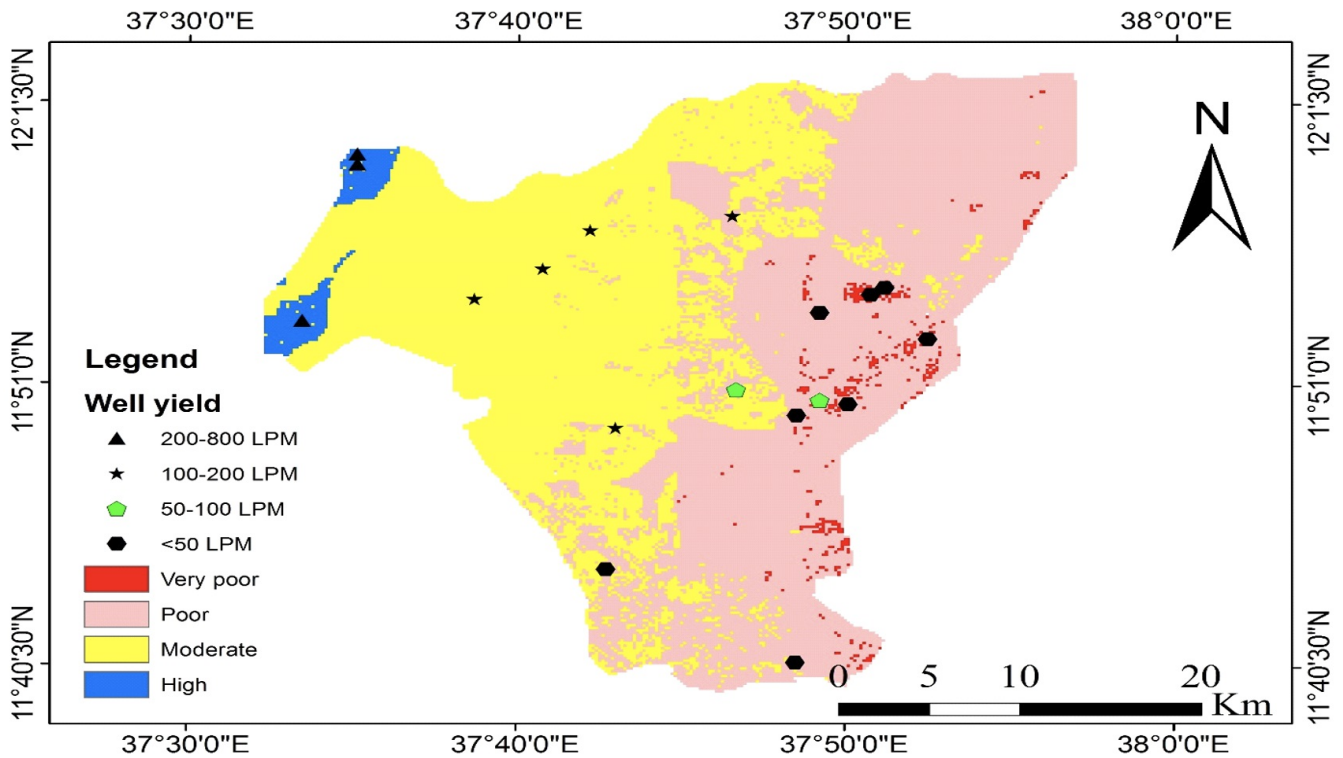 37°30'0"E 37°40'0"E 37°50'0"E 38°0'0"E
12°1'30"N
12°1'30"N
N
11°51'0"N
11°51'0"N
Legend
Well yield
200-800 LPM
100-200 LPM
50-100 LPM
<50 LPM
Very poor
Poor
Moderate
High
11°40'30"N
11°40'30"N
0 5 10 20
Km
37°30'0"E 37°40'0"E 37°50'0"E 38°0'0"E